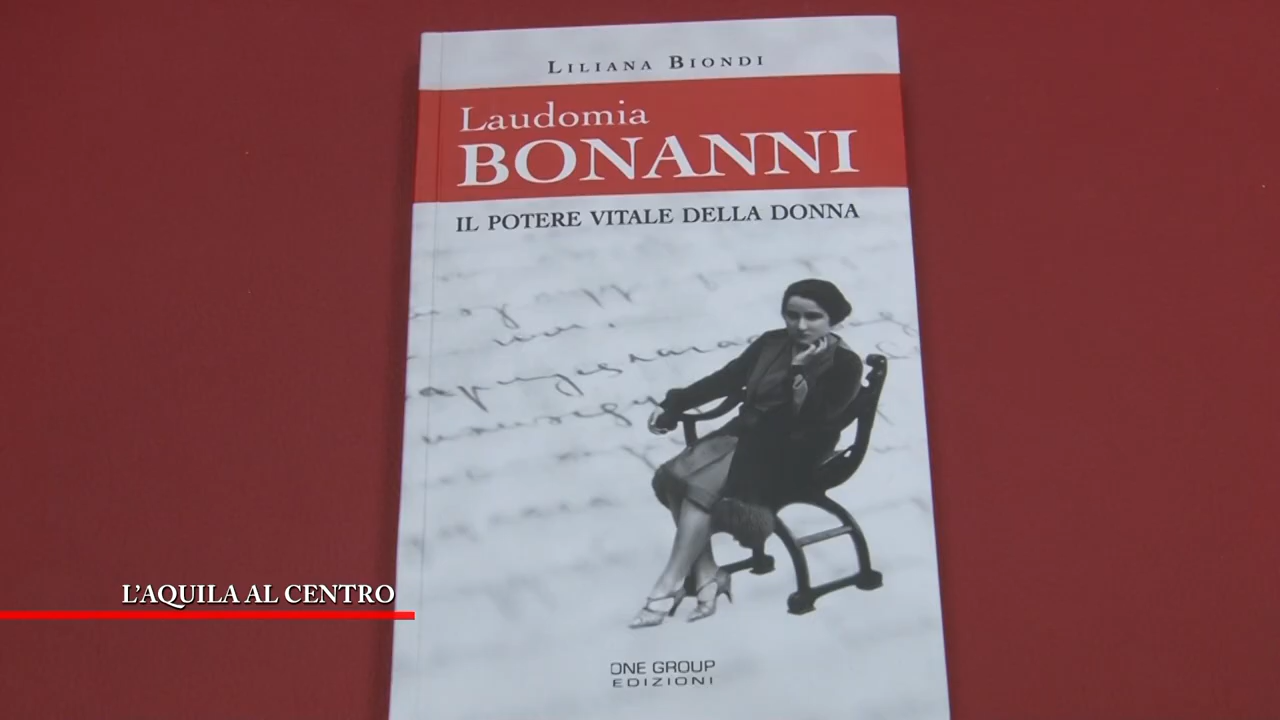 LILIANA BIONDI
Laudomia
BONANNI
IL POTERE VITALE DELLA DONNA
L'AQUILA AL CENTRO
ONE GROUP
EDIZIONI